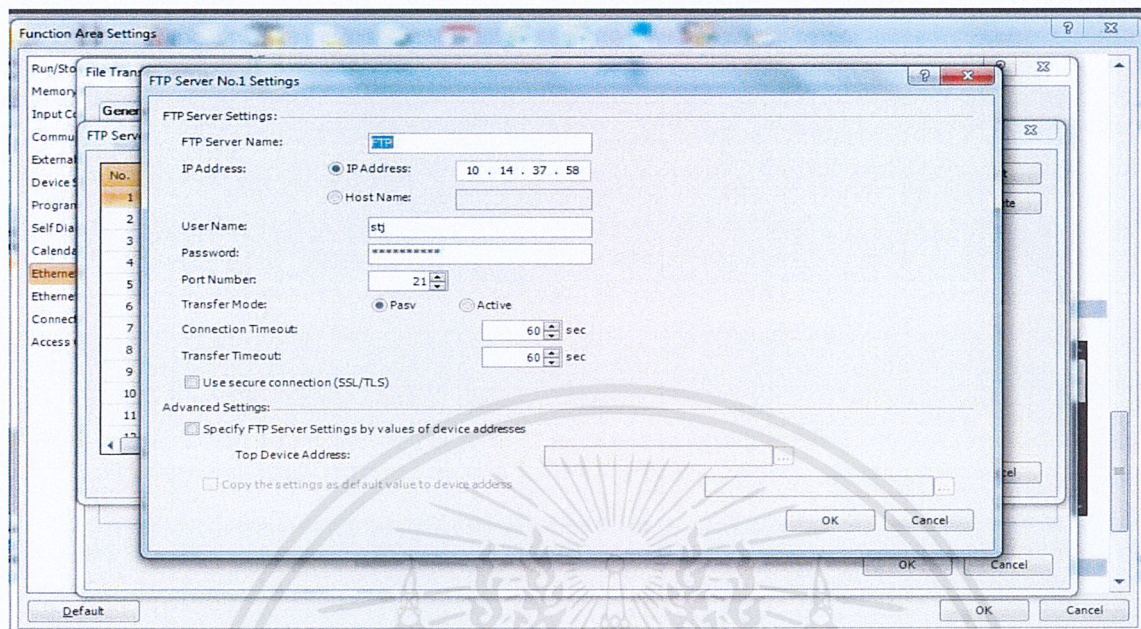 Function Area Settings
Run/Sto
Memory
Input Co
Commu
External
Device S
Program
Self Dia
Calenda
Etherne
Etherne
Connect
Access
File Trans
Gener
FTP Serv
No.
1
2
3
4
5
6
7
8
9
10
11
12
FTP Server No.1 Settings
FTP Server Settings:
FTP Server Name: FTP
IP Address: IP Address: 10 . 14 . 37 . 58
Host Name:
User Name: stj
Password: **********
Port Number: 21
Transfer Mode: Pasv Active
Connection Timeout: 60 sec
Transfer Timeout: 60 sec
Use secure connection (SSL/TLS)
Advanced Settings:
Specify FTP Server Settings by values of device addresses
Top Device Address: ...
Copy the settings as default value to device address ...
OK Cancel
OK Cancel
Default OK Cancel